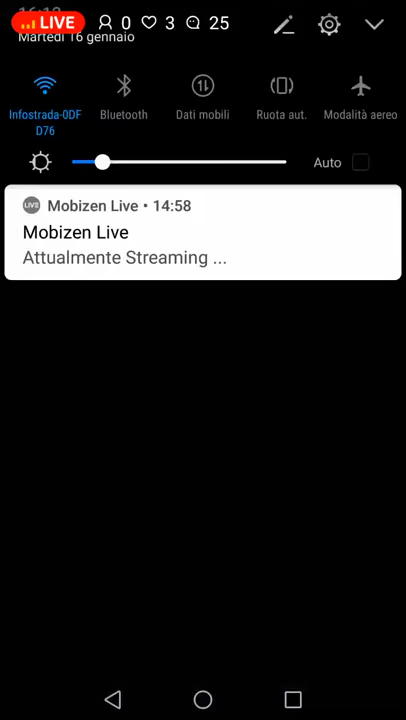 LIVE 0 3 25
Martedì 16 gennaio
Infostrada-0DF
D76
Bluetooth
Dati mobili
Ruota aut.
Modalità aereo
Auto
LIVE Mobizen Live • 14:58
Mobizen Live
Attualmente Streaming ...